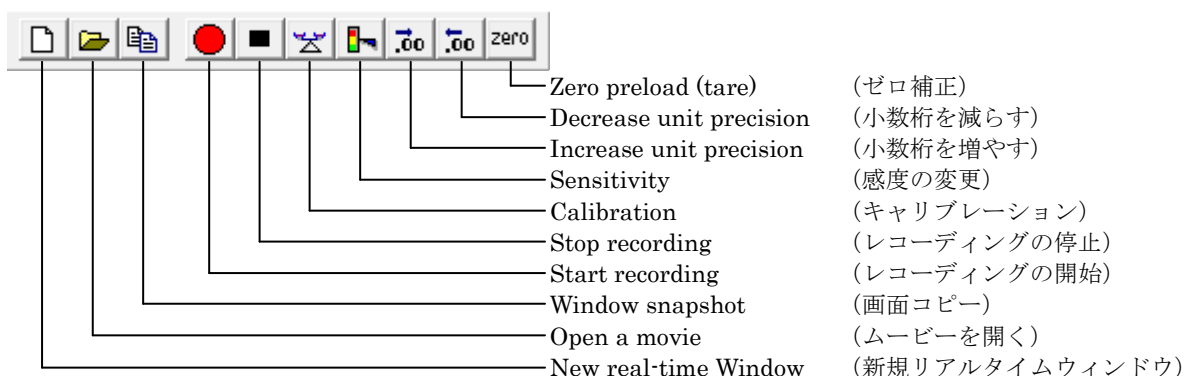 .00 .00 zero
Zero preload (tare) (ゼロ補正)
Decrease unit precision (小数桁を減らす)
Increase unit precision (小数桁を増やす)
Sensitivity (感度の変更)
Calibration (キャリブレーション)
Stop recording (レコーディングの停止)
Start recording (レコーディングの開始)
Window snapshot (画面コピー)
Open a movie (ムービーを開く)
New real-time Window (新規リアルタイムウィンドウ)